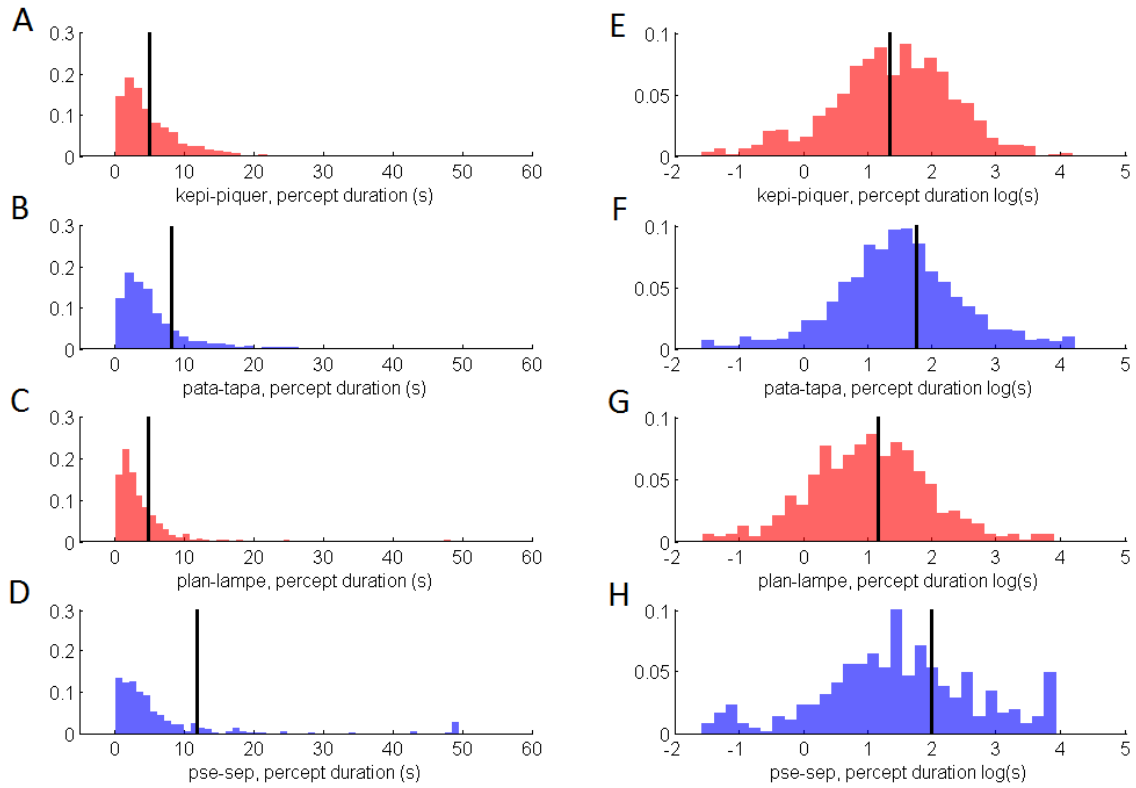 A
0.3
0.2
0.1
0
0 10 20 30 40 50 60
kepi-piquer, percept duration (s)
B
0.3
0.2
0.1
0
0 10 20 30 40 50 60
pata-tapa, percept duration (s)
C
0.3
0.2
0.1
0
0 10 20 30 40 50 60
plan-lampe, percept duration (s)
D
0.3
0.2
0.1
0
0 10 20 30 40 50 60
pse-sep, percept duration (s)
E
0.1
0.05
0
-2 -1 0 1 2 3 4 5
kepi-piquer, percept duration log(s)
F
0.1
0.05
0
-2 -1 0 1 2 3 4 5
pata-tapa, percept duration log(s)
G
0.1
0.05
0
-2 -1 0 1 2 3 4 5
plan-lampe, percept duration log(s)
H
0.1
0.05
0
-2 -1 0 1 2 3 4 5
pse-sep, percept duration log(s)